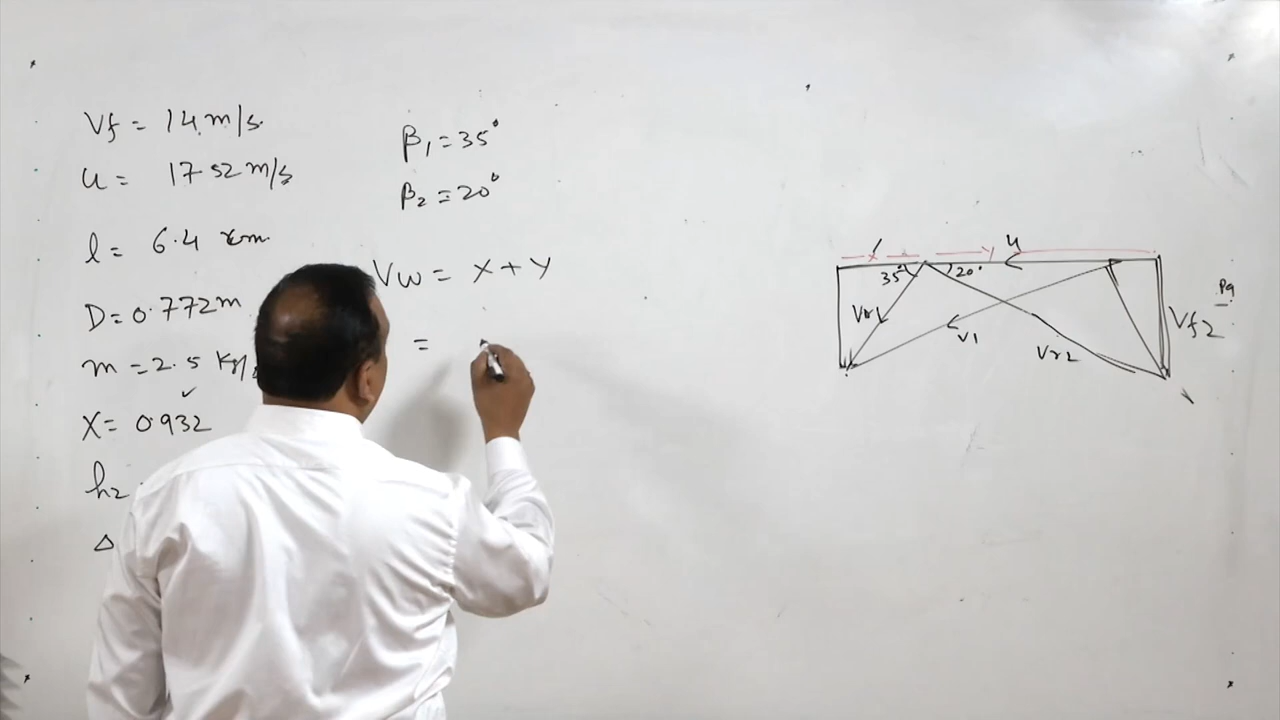 Vf = 14 m/s
u = 17.52 m/s
l = 6.4 cm
D = 0.772 m
m = 2.5 Kg/s
X = 0.932
h2
Δ
β1 = 35°
β2 = 20°
Vw = X + Y
=
x
Y
u
35°
20°
Vr1
V1
Vr2
Vf2